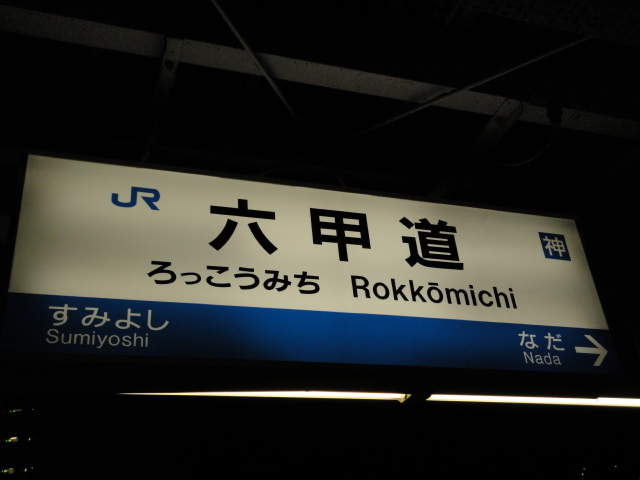 JR 六甲道 神
ろっこうみち Rokkōmichi
すみよし なだ →
Sumiyoshi Nada